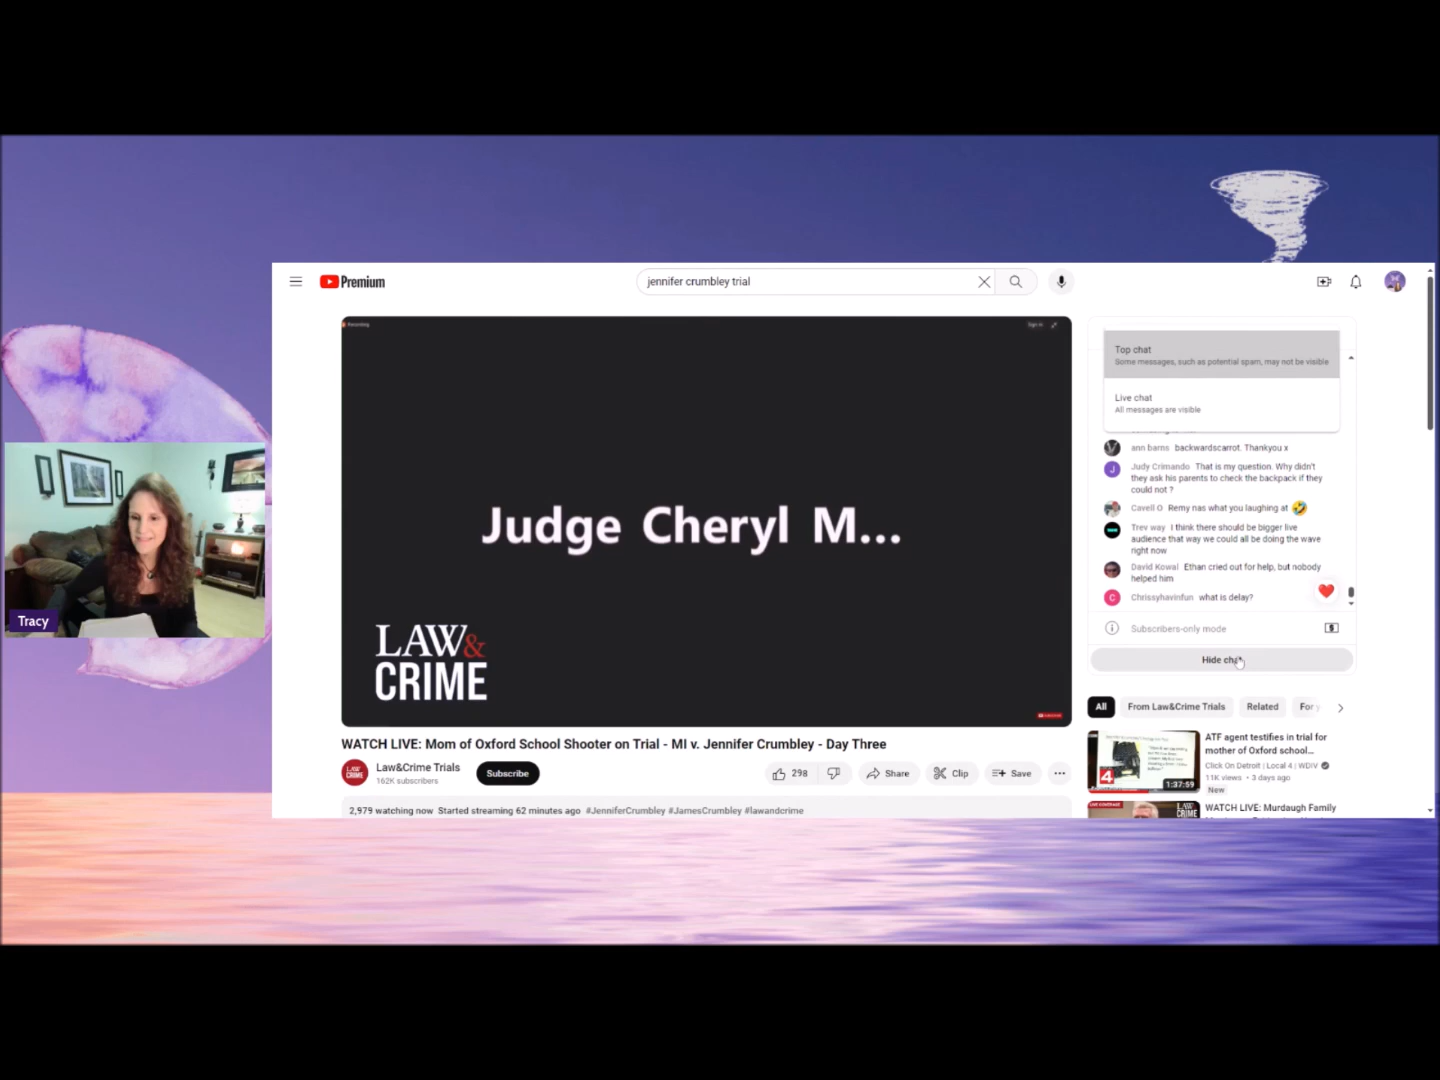 Premium
jennifer crumbley trial
Recording
Sign in
Judge Cheryl M...
LAW&
CRIME
Top chat
Some messages, such as potential spam, may not be visible
Live chat
All messages are visible
ann barns backwardscarrot. Thankyou x
Judy Crimando That is my question. Why didn't
they ask his parents to check the backpack if they
could not ?
Cavell O Remy nas what you laughing at 🤣
Trev way I think there should be bigger live
audience that way we could all be doing the wave
right now
David Kowal Ethan cried out for help, but nobody
helped him
Chrissyhavinfun what is delay?
Subscribers-only mode
Hide chat
Tracy
WATCH LIVE: Mom of Oxford School Shooter on Trial - MI v. Jennifer Crumbley - Day Three
Law&Crime Trials
162K subscribers
Subscribe
298
Share
Clip
Save
2,979 watching now Started streaming 62 minutes ago #JenniferCrumbley #JamesCrumbley #lawandcrime
All
From Law&Crime Trials
Related
For
ATF agent testifies in trial for
mother of Oxford school...
Click On Detroit | Local 4 | WDIV
11K views • 3 days ago
New
4
1:37:59
WATCH LIVE: Murdaugh Family
LAW&
CRIME